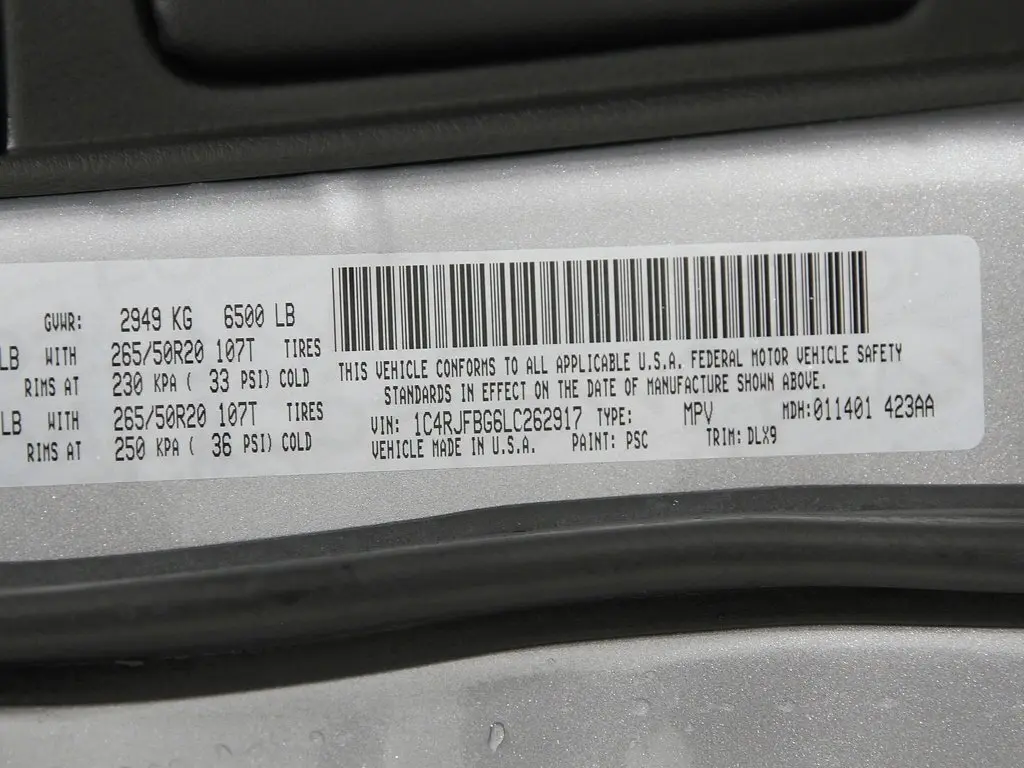 GVWR: 2949 KG 6500 LB
LB WITH 265/50R20 107T TIRES
RIMS AT 230 KPA ( 33 PSI) COLD
LB WITH 265/50R20 107T TIRES
RIMS AT 250 KPA ( 36 PSI) COLD
THIS VEHICLE CONFORMS TO ALL APPLICABLE U.S.A. FEDERAL MOTOR VEHICLE SAFETY
STANDARDS IN EFFECT ON THE DATE OF MANUFACTURE SHOWN ABOVE.
VIN: 1C4RJFBG6LC262917 TYPE: MPV MDH:011401 423AA
VEHICLE MADE IN U.S.A. PAINT: PSC TRIM: DLX9